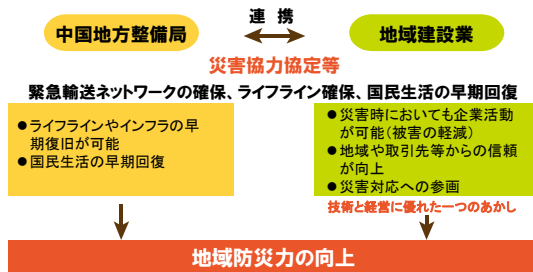 連 携
中国地方整備局
地域建設業
災害協力協定等
緊急輸送ネットワークの確保、ライフライン確保、国民生活の早期回復
●ライフラインやインフラの早
期復旧が可能
●国民生活の早期回復
●災害時においても企業活動
が可能（被害の軽減）
●地域や取引先等からの信頼
が向上
●災害対応への参画
技術と経営に優れた一つのあかし
地域防災力の向上